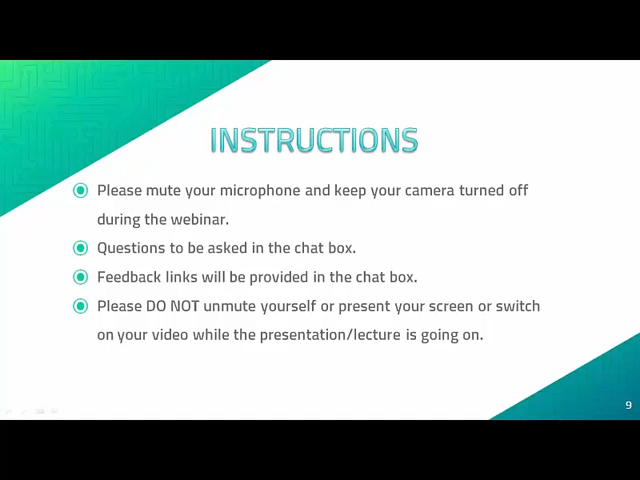 INSTRUCTIONS
Please mute your microphone and keep your camera turned off
during the webinar.
Questions to be asked in the chat box.
Feedback links will be provided in the chat box.
Please DO NOT unmute yourself or present your screen or switch
on your video while the presentation/lecture is going on.
9